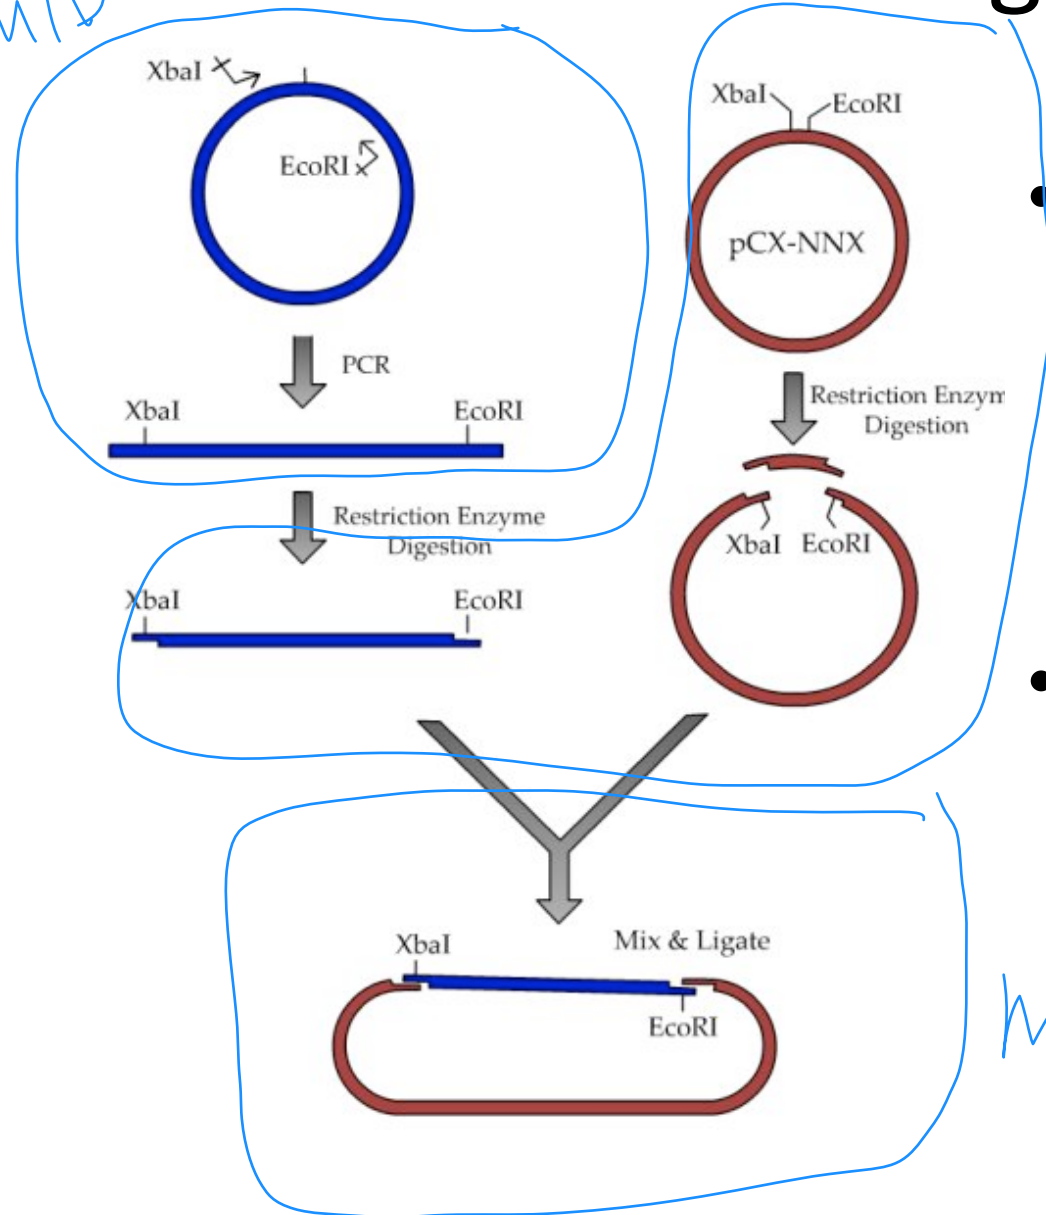 XbaI
EcoRI
PCR
XbaI
EcoRI
Restriction Enzyme
Digestion
XbaI
EcoRI
XbaI
EcoRI
pCX-NNX
Restriction Enzym
Digestion
XbaI EcoRI
Mix & Ligate
XbaI
EcoRI